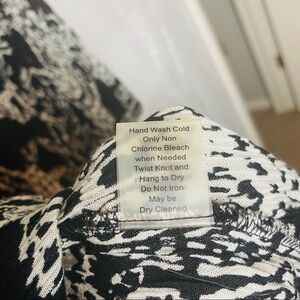 Hand Wash Cold
Only Non
Chlorine Bleach
when Needed
Twist Knot and
Hang to Dry
Do Not Iron
May be
Dry Cleaned